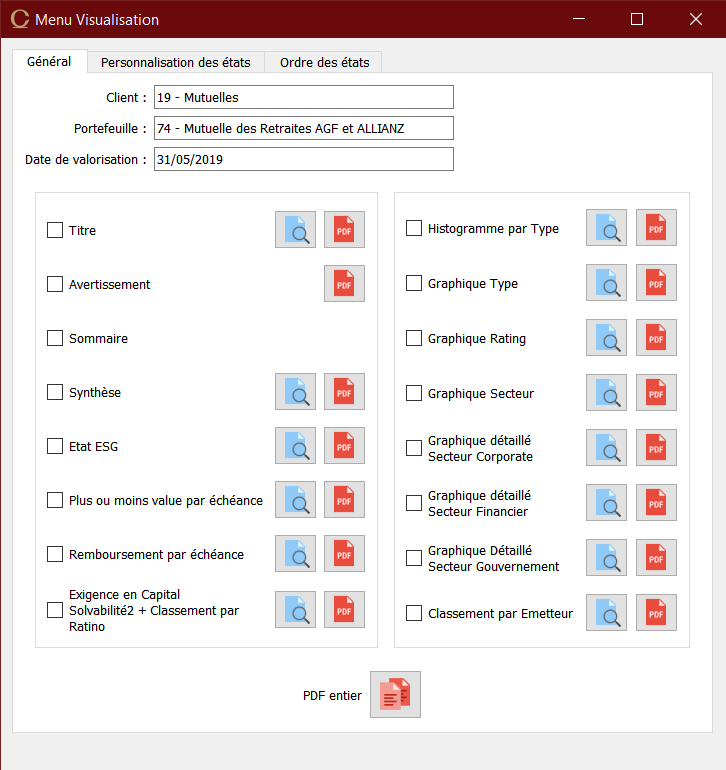 Menu Visualisation
Général
Personnalisation des états
Ordre des états
Client :
19 - Mutuelles
Portefeuille :
74 - Mutuelle des Retraites AGF et ALLIANZ
Date de valorisation :
31/05/2019
Titre
PDF
Avertissement
PDF
Sommaire
Synthèse
PDF
Etat ESG
PDF
Plus ou moins value par échéance
PDF
Remboursement par échéance
PDF
Exigence en Capital
Solvabilité2 + Classement par
Ratino
PDF
Histogramme par Type
PDF
Graphique Type
PDF
Graphique Rating
PDF
Graphique Secteur
PDF
Graphique détaillé
Secteur Corporate
PDF
Graphique détaillé
Secteur Financier
PDF
Graphique Détaillé
Secteur Gouvernement
PDF
Classement par Emetteur
PDF
PDF entier